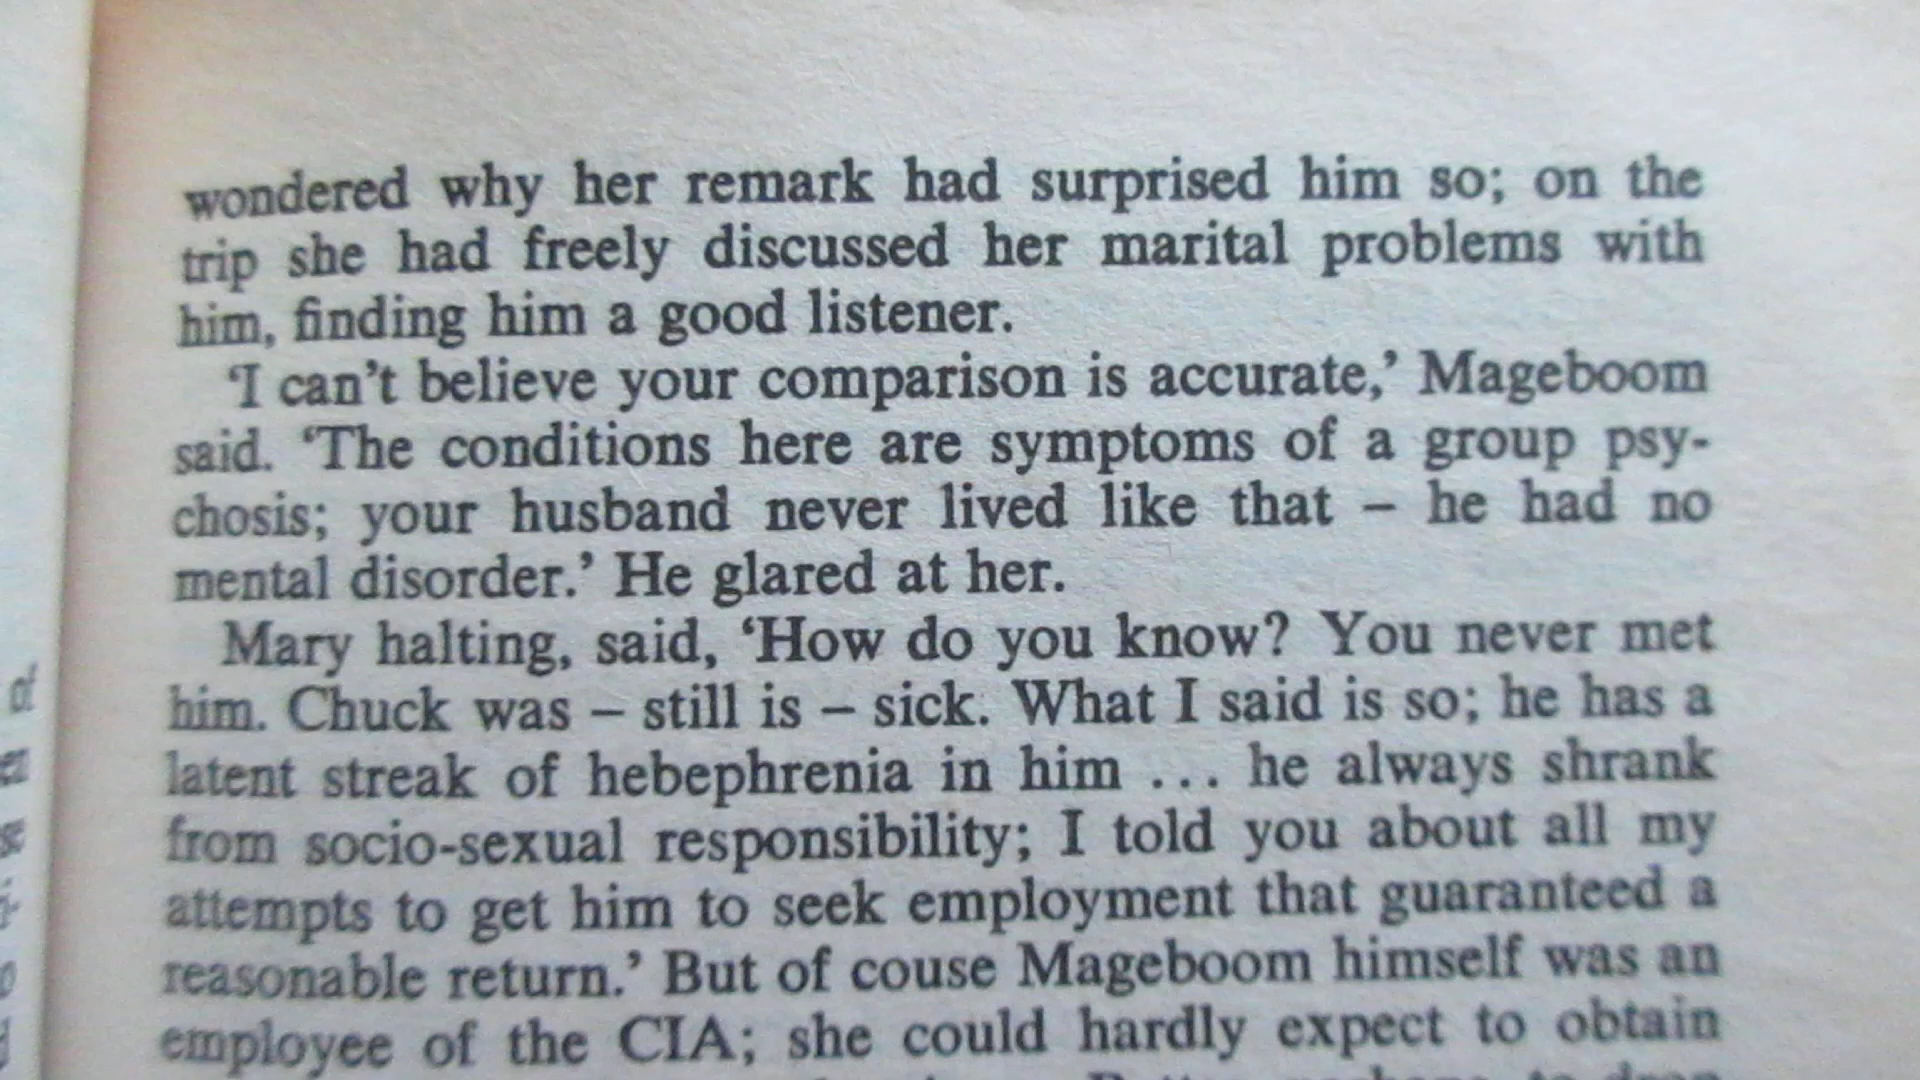 wondered why her remark had surprised him so; on the
trip she had freely discussed her marital problems with
him, finding him a good listener.
‘I can’t believe your comparison is accurate,’ Mageboom
said. ‘The conditions here are symptoms of a group psy-
chosis; your husband never lived like that – he had no
mental disorder.’ He glared at her.
Mary halting, said, ‘How do you know? You never met
him. Chuck was – still is – sick. What I said is so; he has a
latent streak of hebephrenia in him ... he always shrank
from socio-sexual responsibility; I told you about all my
attempts to get him to seek employment that guaranteed a
reasonable return.’ But of couse Mageboom himself was an
employee of the CIA; she could hardly expect to obtain